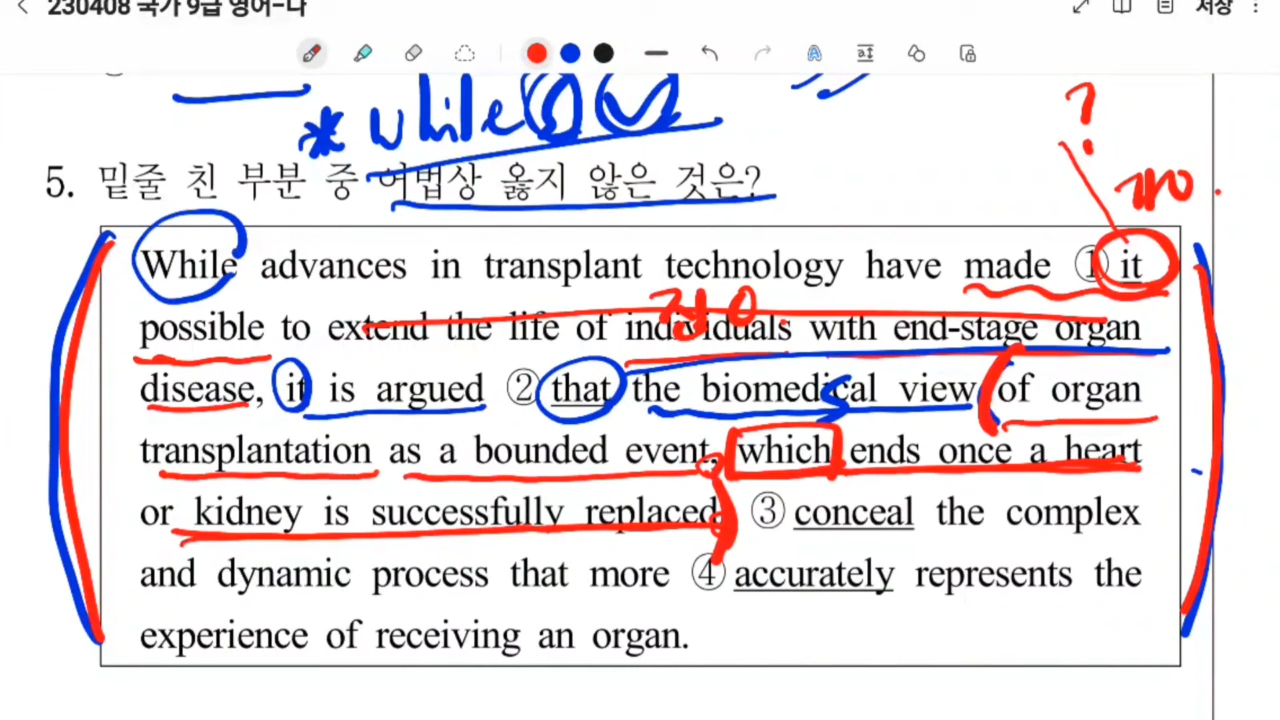 230408 국가 9급 영어-나
저장
* while S V
?
가O
5. 밑줄 친 부분 중 어법상 옳지 않은 것은?
While advances in transplant technology have made ① it
진O
possible to extend the life of individuals with end-stage organ
disease, it is argued ② that the biomedical view of organ
S
transplantation as a bounded event, which ends once a heart
or kidney is successfully replaced, ③ conceal the complex
and dynamic process that more ④ accurately represents the
experience of receiving an organ.